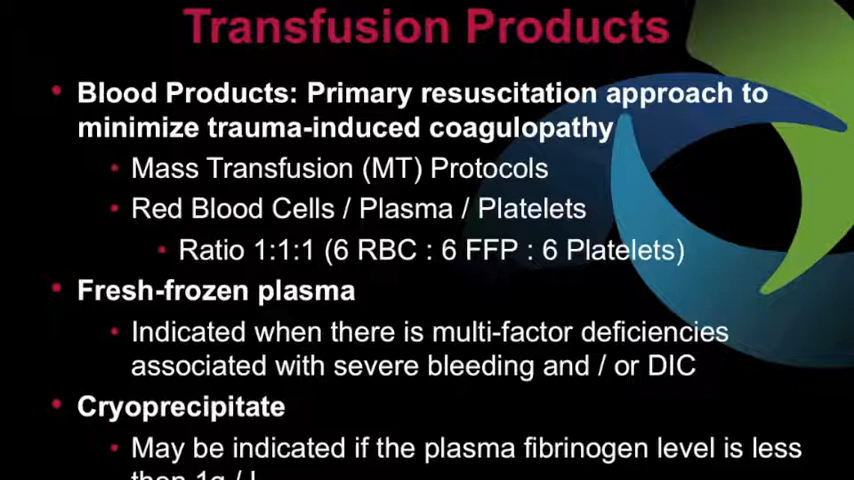 Transfusion Products
• Blood Products: Primary resuscitation approach to
minimize trauma-induced coagulopathy
• Mass Transfusion (MT) Protocols
• Red Blood Cells / Plasma / Platelets
• Ratio 1:1:1 (6 RBC : 6 FFP : 6 Platelets)
• Fresh-frozen plasma
• Indicated when there is multi-factor deficiencies
associated with severe bleeding and / or DIC
• Cryoprecipitate
• May be indicated if the plasma fibrinogen level is less
than 1g / L